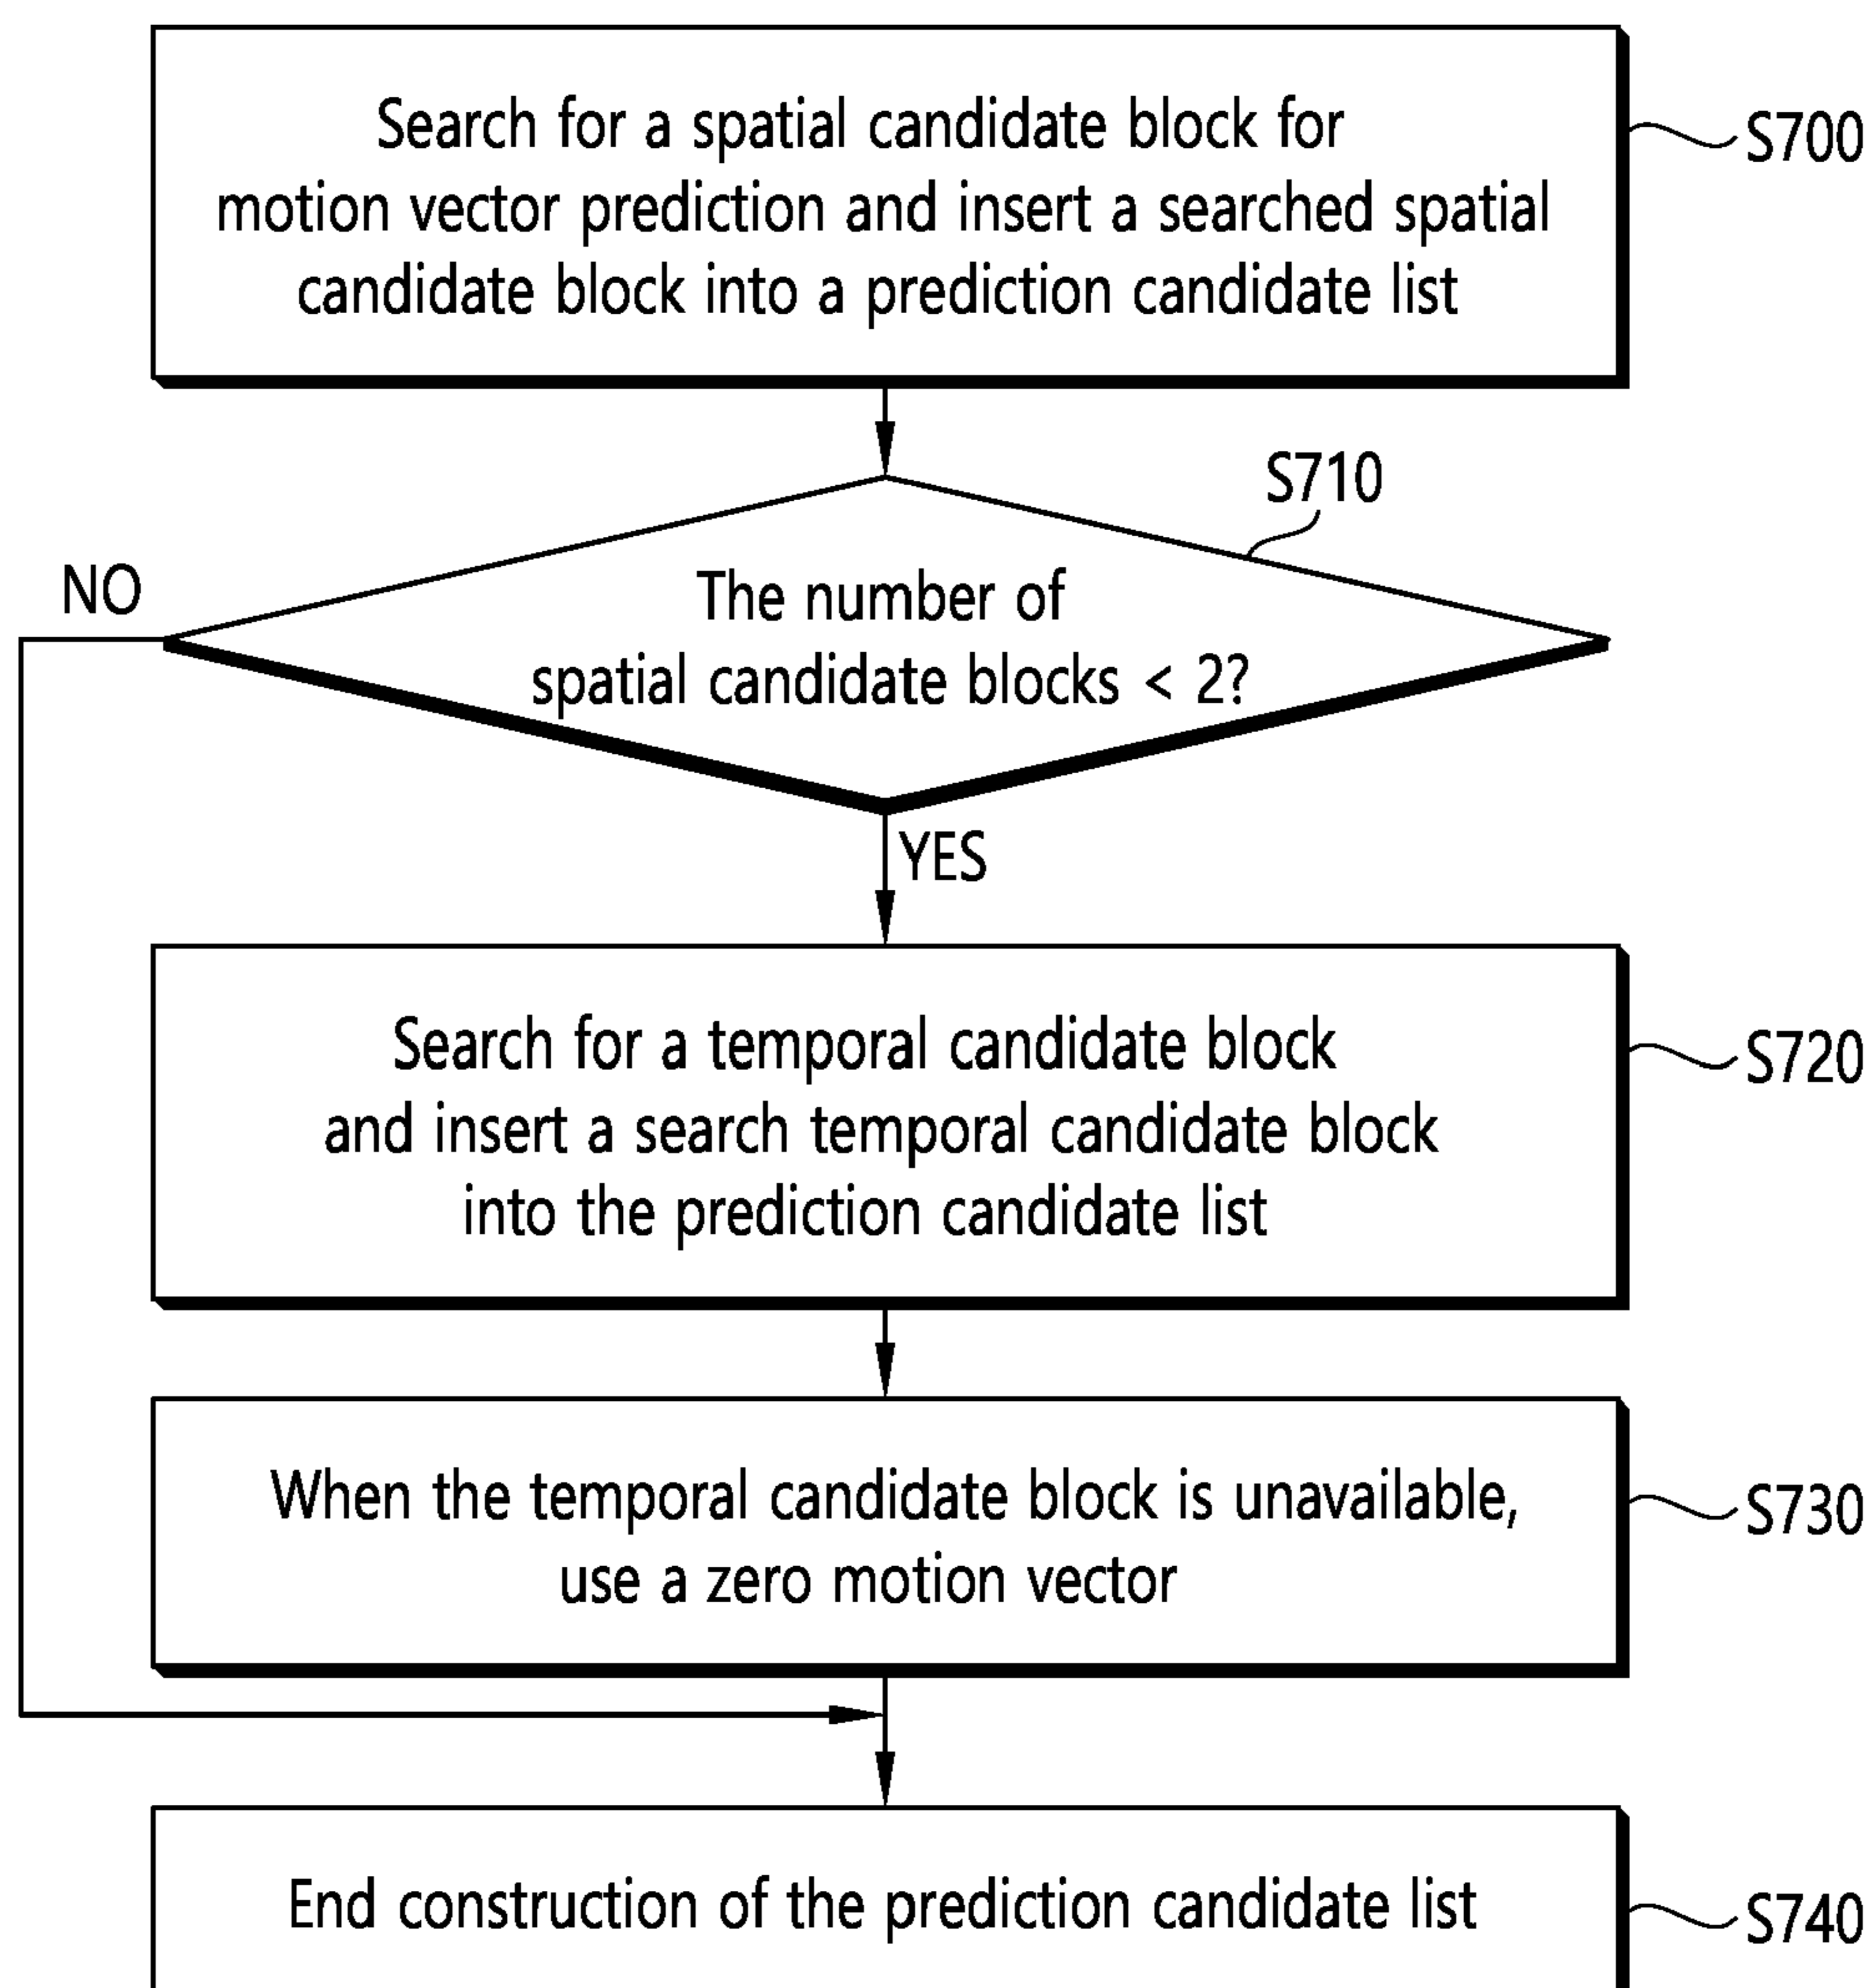 Search for a spatial candidate block for
motion vector prediction and insert a searched spatial
candidate block into a prediction candidate list
S700
S710
The number of
spatial candidate blocks < 2?
NO
YES
Search for a temporal candidate block
and insert a search temporal candidate block
into the prediction candidate list
S720
When the temporal candidate block is unavailable,
use a zero motion vector
S730
End construction of the prediction candidate list
S740